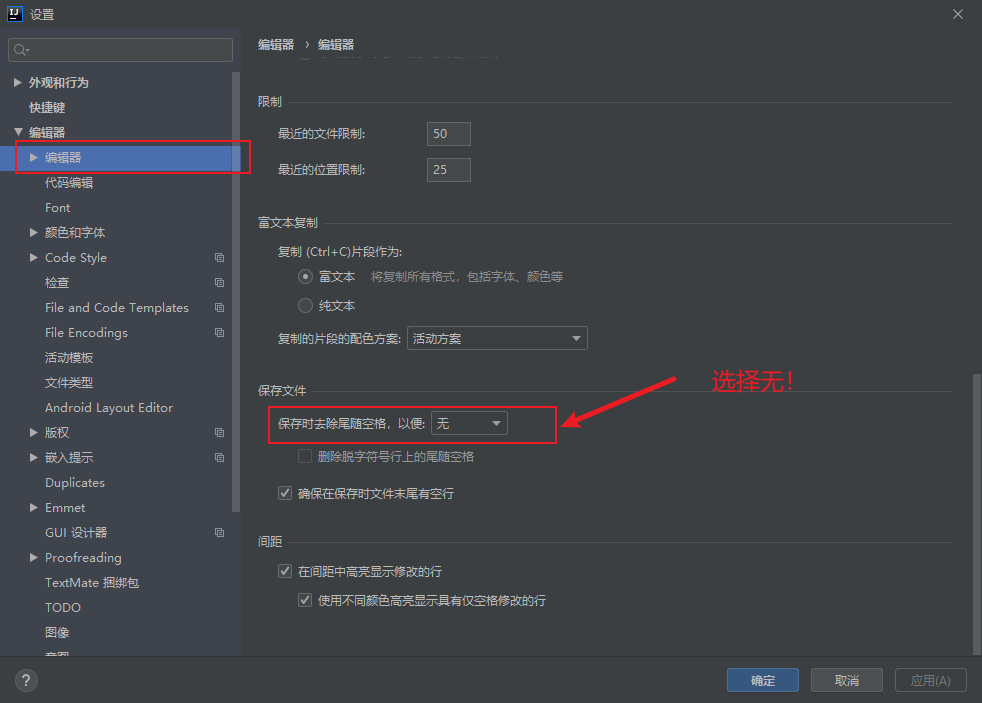 设置
编辑器 › 编辑器
外观和行为
快捷键
编辑器
编辑器
代码编辑
Font
颜色和字体
Code Style
检查
File and Code Templates
File Encodings
活动模板
文件类型
Android Layout Editor
版权
嵌入提示
Duplicates
Emmet
GUI 设计器
Proofreading
TextMate 捆绑包
TODO
图像
限制
最近的文件限制: 50
最近的位置限制: 25
富文本复制
复制 (Ctrl+C)片段作为:
富文本 将复制所有格式，包括字体、颜色等
纯文本
复制的片段的配色方案: 活动方案
保存文件
选择无！
保存时去除尾随空格，以便: 无
删除脱字符号行上的尾随空格
确保在保存时文件末尾有空行
间距
在间距中高亮显示修改的行
使用不同颜色高亮显示具有仅空格修改的行
?
确定 取消 应用(A)